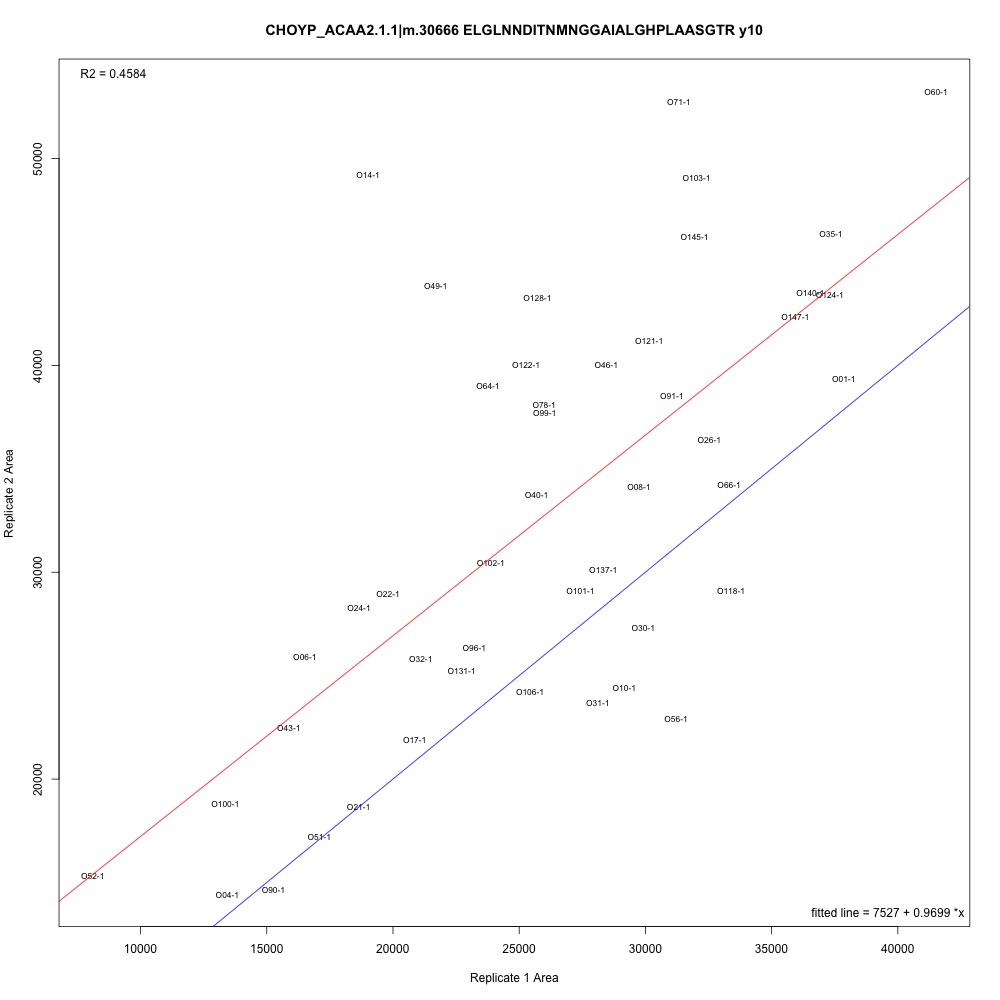 CHOYP_ACAA2.1.1|m.30666 ELGLNNDITNMNGGAIALGHPLAASGTR y10
R2 = 0.4584
O60-1
O71-1
O14-1
O103-1
O145-1
O35-1
O49-1
O128-1
O140-1
O124-1
O147-1
O121-1
O122-1
O46-1
O01-1
O64-1
O91-1
O78-1
O99-1
O26-1
O08-1
O66-1
O40-1
O102-1
O137-1
O22-1
O101-1
O118-1
O24-1
O30-1
O96-1
O06-1
O32-1
O131-1
O106-1
O10-1
O31-1
O56-1
O43-1
O17-1
O100-1
O21-1
O51-1
O52-1
O04-1
O90-1
fitted line = 7527 + 0.9699 *x
50000
40000
30000
20000
Replicate 2 Area
10000 15000 20000 25000 30000 35000 40000
Replicate 1 Area